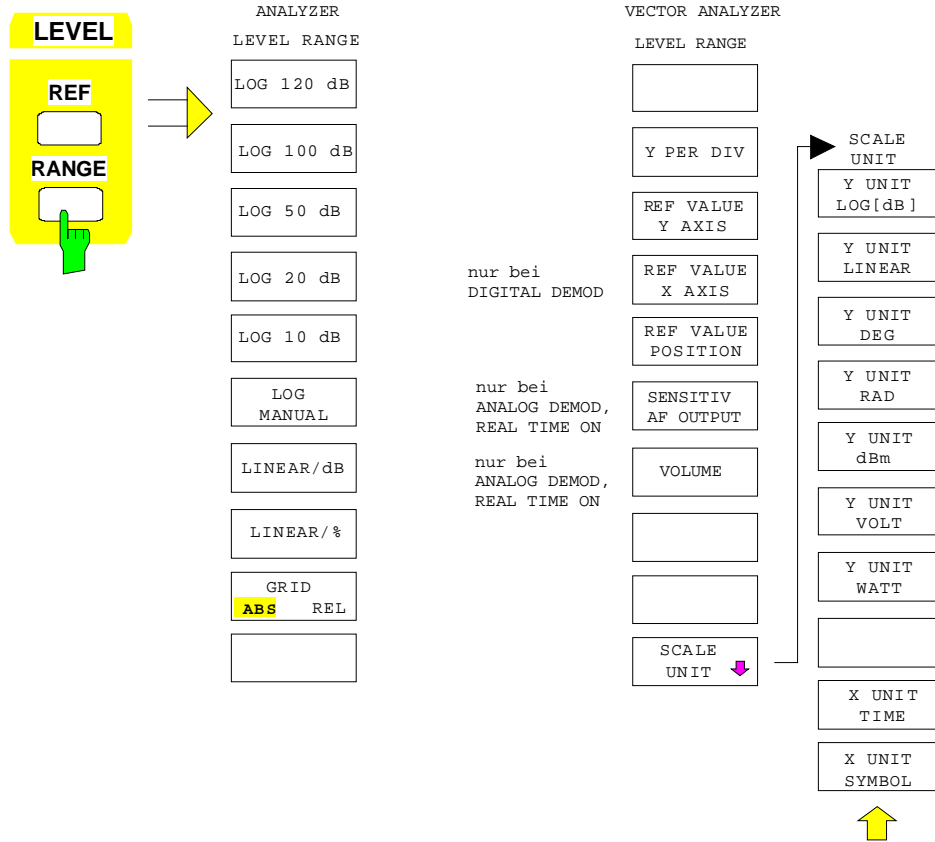 LEVEL
REF
RANGE
ANALYZER
LEVEL RANGE
LOG 120 dB
LOG 100 dB
LOG 50 dB
LOG 20 dB
LOG 10 dB
LOG
MANUAL
LINEAR/dB
LINEAR/%
GRID
ABS REL
VECTOR ANALYZER
LEVEL RANGE
Y PER DIV
REF VALUE
Y AXIS
nur bei
DIGITAL DEMOD
REF VALUE
X AXIS
REF VALUE
POSITION
nur bei
ANALOG DEMOD,
REAL TIME ON
SENSITIV
AF OUTPUT
nur bei
ANALOG DEMOD,
REAL TIME ON
VOLUME
SCALE
UNIT
SCALE
UNIT
Y UNIT
LOG[dB]
Y UNIT
LINEAR
Y UNIT
DEG
Y UNIT
RAD
Y UNIT
dBm
Y UNIT
VOLT
Y UNIT
WATT
X UNIT
TIME
X UNIT
SYMBOL